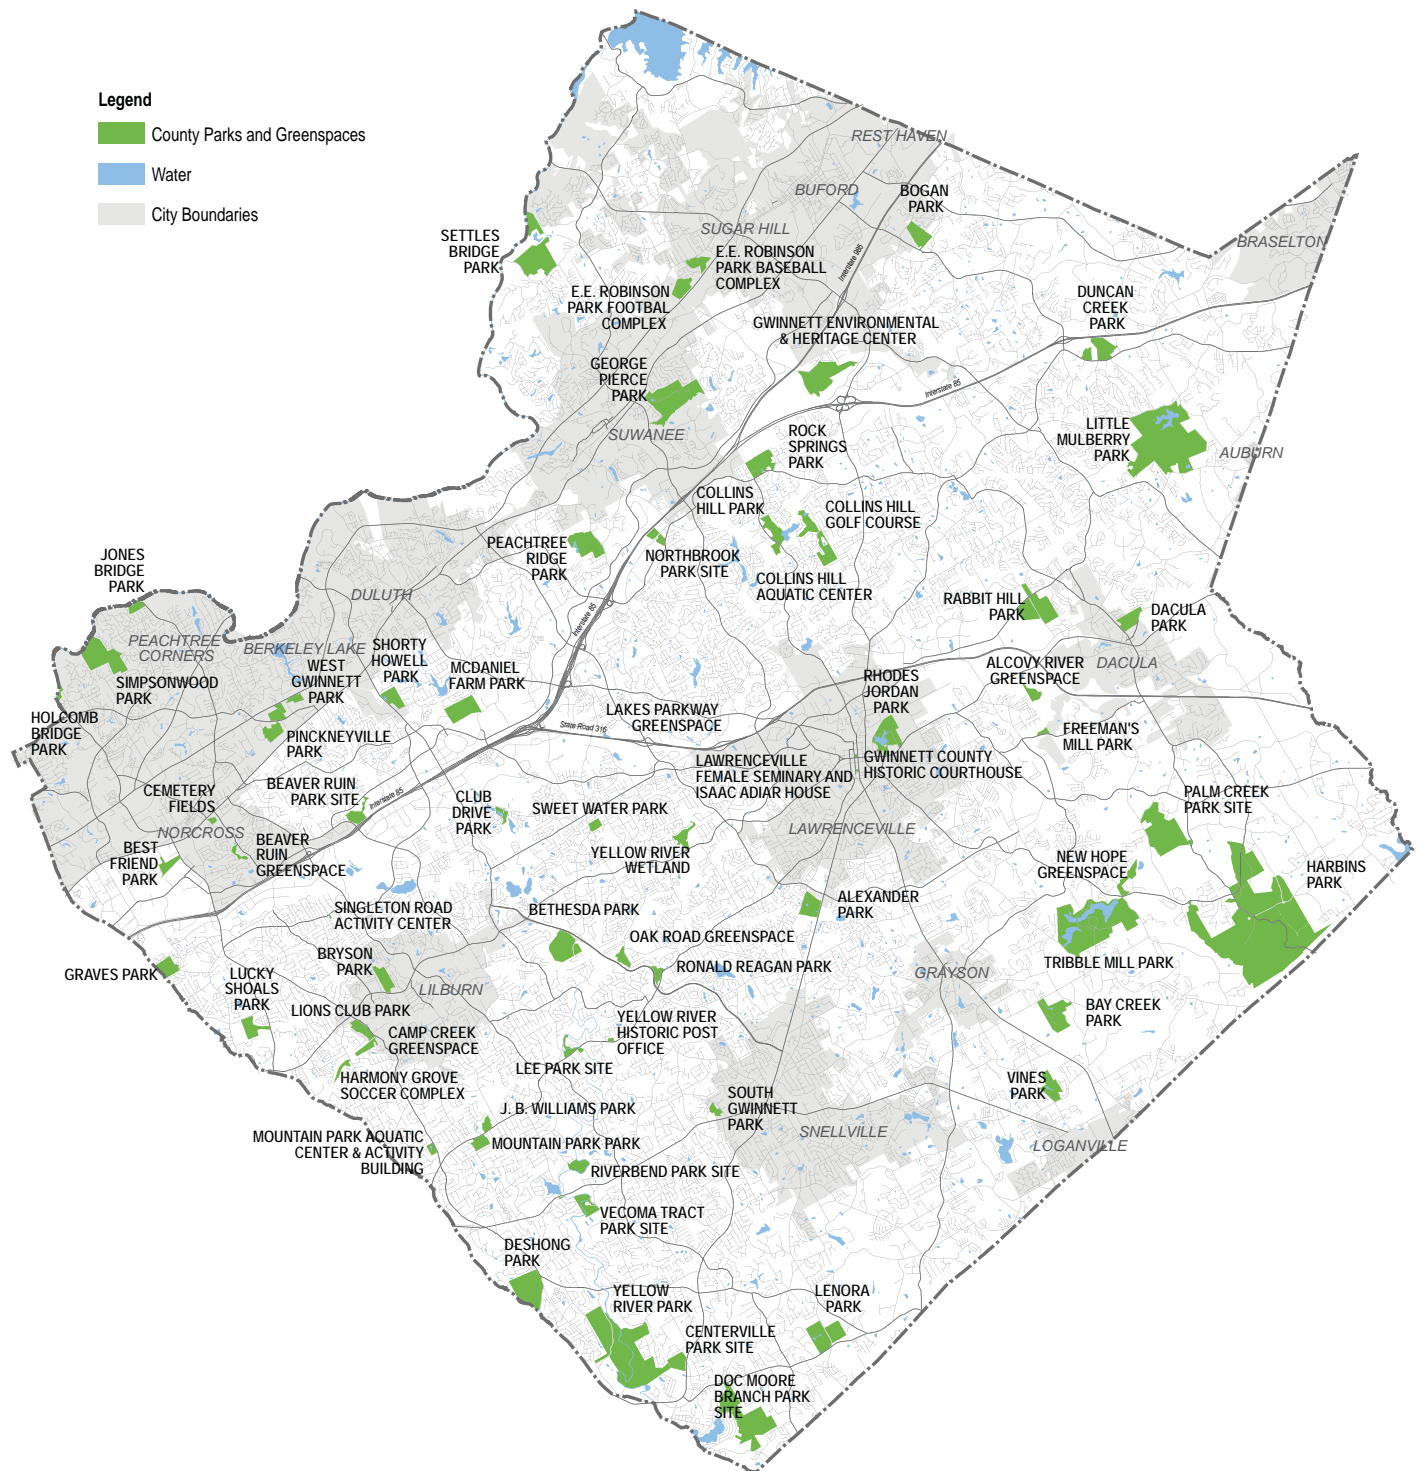 Legend
County Parks and Greenspaces
Water
City Boundaries
REST HAVEN
BUFORD
BOGAN
PARK
SUGAR HILL
BRASELTON
SETTLES
BRIDGE
PARK
E.E. ROBINSON
PARK BASEBALL
COMPLEX
Interstate 985
E.E. ROBINSON
PARK FOOTBAL
COMPLEX
DUNCAN
CREEK
PARK
GWINNETT ENVIRONMENTAL
& HERITAGE CENTER
GEORGE
PIERCE
PARK
Interstate 85
SUWANEE
ROCK
SPRINGS
PARK
LITTLE
MULBERRY
PARK
AUBURN
COLLINS
HILL PARK
COLLINS HILL
GOLF COURSE
PEACHTREE
RIDGE
PARK
NORTHBROOK
PARK SITE
COLLINS HILL
AQUATIC CENTER
JONES
BRIDGE
PARK
DULUTH
Interstate 85
RABBIT HILL
PARK
DACULA
PARK
PEACHTREE
CORNERS
BERKELEY LAKE
SHORTY
HOWELL
PARK
WEST
GWINNETT
PARK
MCDANIEL
FARM PARK
SIMPSONWOOD
PARK
RHODES
JORDAN
PARK
ALCOVY RIVER
GREENSPACE
DACULA
HOLCOMB
BRIDGE
PARK
PINCKNEYVILLE
PARK
LAKES PARKWAY
GREENSPACE
State Road 316
FREEMAN'S
MILL PARK
LAWRENCEVILLE
FEMALE SEMINARY AND
ISAAC ADIAR HOUSE
GWINNETT COUNTY
HISTORIC COURTHOUSE
CEMETERY
FIELDS
BEAVER RUIN
PARK SITE
Interstate 85
CLUB
DRIVE
PARK
SWEET WATER PARK
PALM CREEK
PARK SITE
NORCROSS
LAWRENCEVILLE
BEST
FRIEND
PARK
BEAVER
RUIN
GREENSPACE
YELLOW RIVER
WETLAND
NEW HOPE
GREENSPACE
HARBINS
PARK
SINGLETON ROAD
ACTIVITY CENTER
BETHESDA PARK
ALEXANDER
PARK
OAK ROAD GREENSPACE
GRAVES PARK
BRYSON
PARK
RONALD REAGAN PARK
TRIBBLE MILL PARK
LUCKY
SHOALS
PARK
LILBURN
GRAYSON
LIONS CLUB PARK
BAY CREEK
PARK
CAMP CREEK
GREENSPACE
YELLOW RIVER
HISTORIC POST
OFFICE
LEE PARK SITE
HARMONY GROVE
SOCCER COMPLEX
VINES
PARK
SOUTH
GWINNETT
PARK
J. B. WILLIAMS PARK
SNELLVILLE
MOUNTAIN PARK AQUATIC
CENTER & ACTIVITY
BUILDING
MOUNTAIN PARK PARK
LOGANVILLE
RIVERBEND PARK SITE
VECOMA TRACT
PARK SITE
DESHONG
PARK
YELLOW
RIVER PARK
LENORA
PARK
CENTERVILLE
PARK SITE
DOC MOORE
BRANCH PARK
SITE